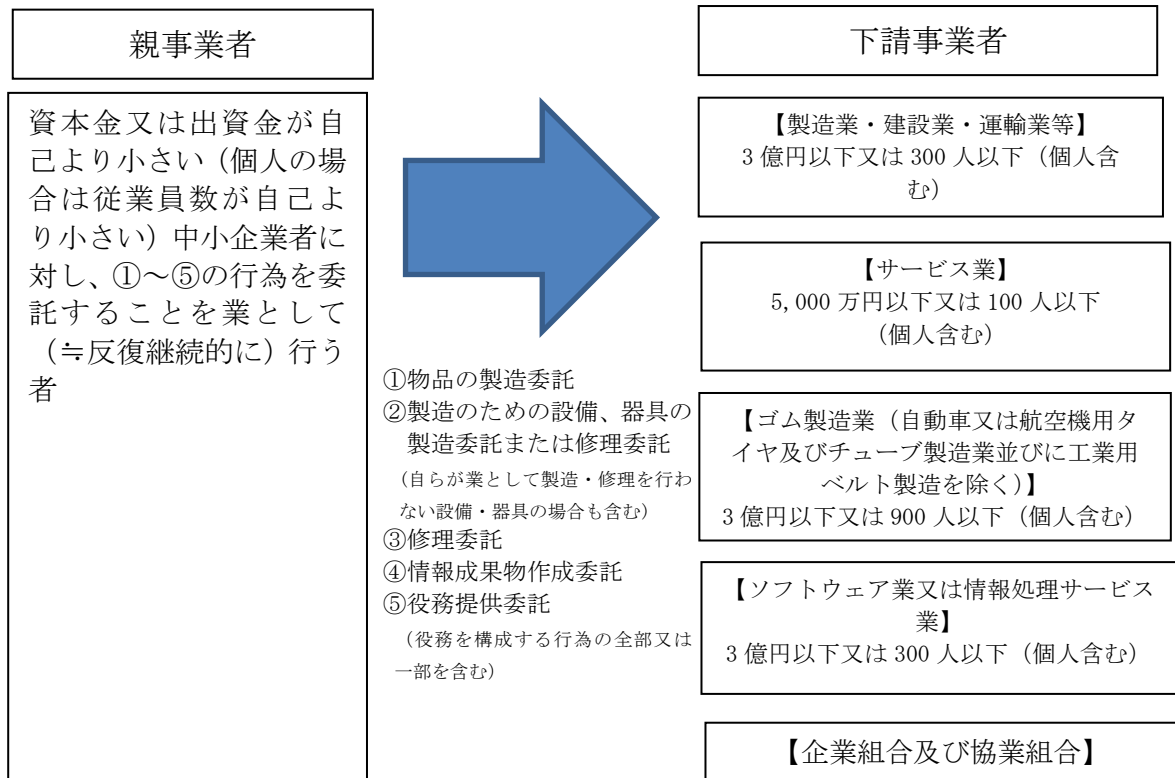 親事業者
資本金又は出資金が自
己より小さい（個人の場
合は従業員数が自己よ
り小さい）中小企業者に
対し、①～⑤の行為を委
託することを業として
（≒反復継続的に）行う
者
①物品の製造委託
②製造のための設備、器具の
製造委託または修理委託
（自らが業として製造・修理を行わ
ない設備・器具の場合も含む）
③修理委託
④情報成果物作成委託
⑤役務提供委託
（役務を構成する行為の全部又は
一部を含む）
下請事業者
【製造業・建設業・運輸業等】
3 億円以下又は 300 人以下（個人含
む）
【サービス業】
5,000 万円以下又は 100 人以下
（個人含む）
【ゴム製造業（自動車又は航空機用タ
イヤ及びチューブ製造業並びに工業用
ベルト製造を除く）】
3 億円以下又は 900 人以下（個人含む）
【ソフトウェア業又は情報処理サービス
業】
3 億円以下又は 300 人以下（個人含む）
【企業組合及び協業組合】